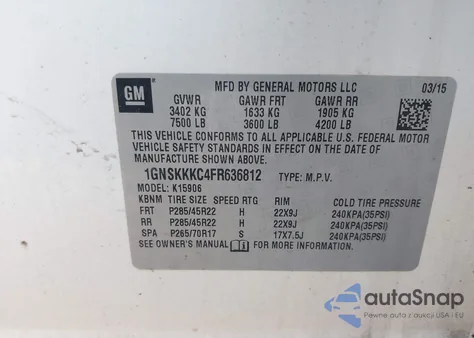 GM
MFD BY GENERAL MOTORS LLC 03/15
GVWR GAWR FRT GAWR RR
3402 KG 1633 KG 1905 KG
7500 LB 3600 LB 4200 LB
THIS VEHICLE CONFORMS TO ALL APPLICABLE U.S. FEDERAL MOTOR
VEHICLE SAFETY STANDARDS IN EFFECT ON THE DATE OF
MANUFACTURE SHOWN ABOVE.
1GNSKKKC4FR636812 TYPE: M.P.V.
MODEL: K15906
KBNM TIRE SIZE SPEED RTG RIM COLD TIRE PRESSURE
FRT P285/45R22 H 22X9J 240KPA(35PSI)
RR P285/45R22 H 22X9J 240KPA(35PSI)
SPA P265/70R17 S 17X7.5J 240KPA(35PSI)
SEE OWNER'S MANUAL FOR MORE INFORMATION.
autoSnap
Pewne auta z USA i EU